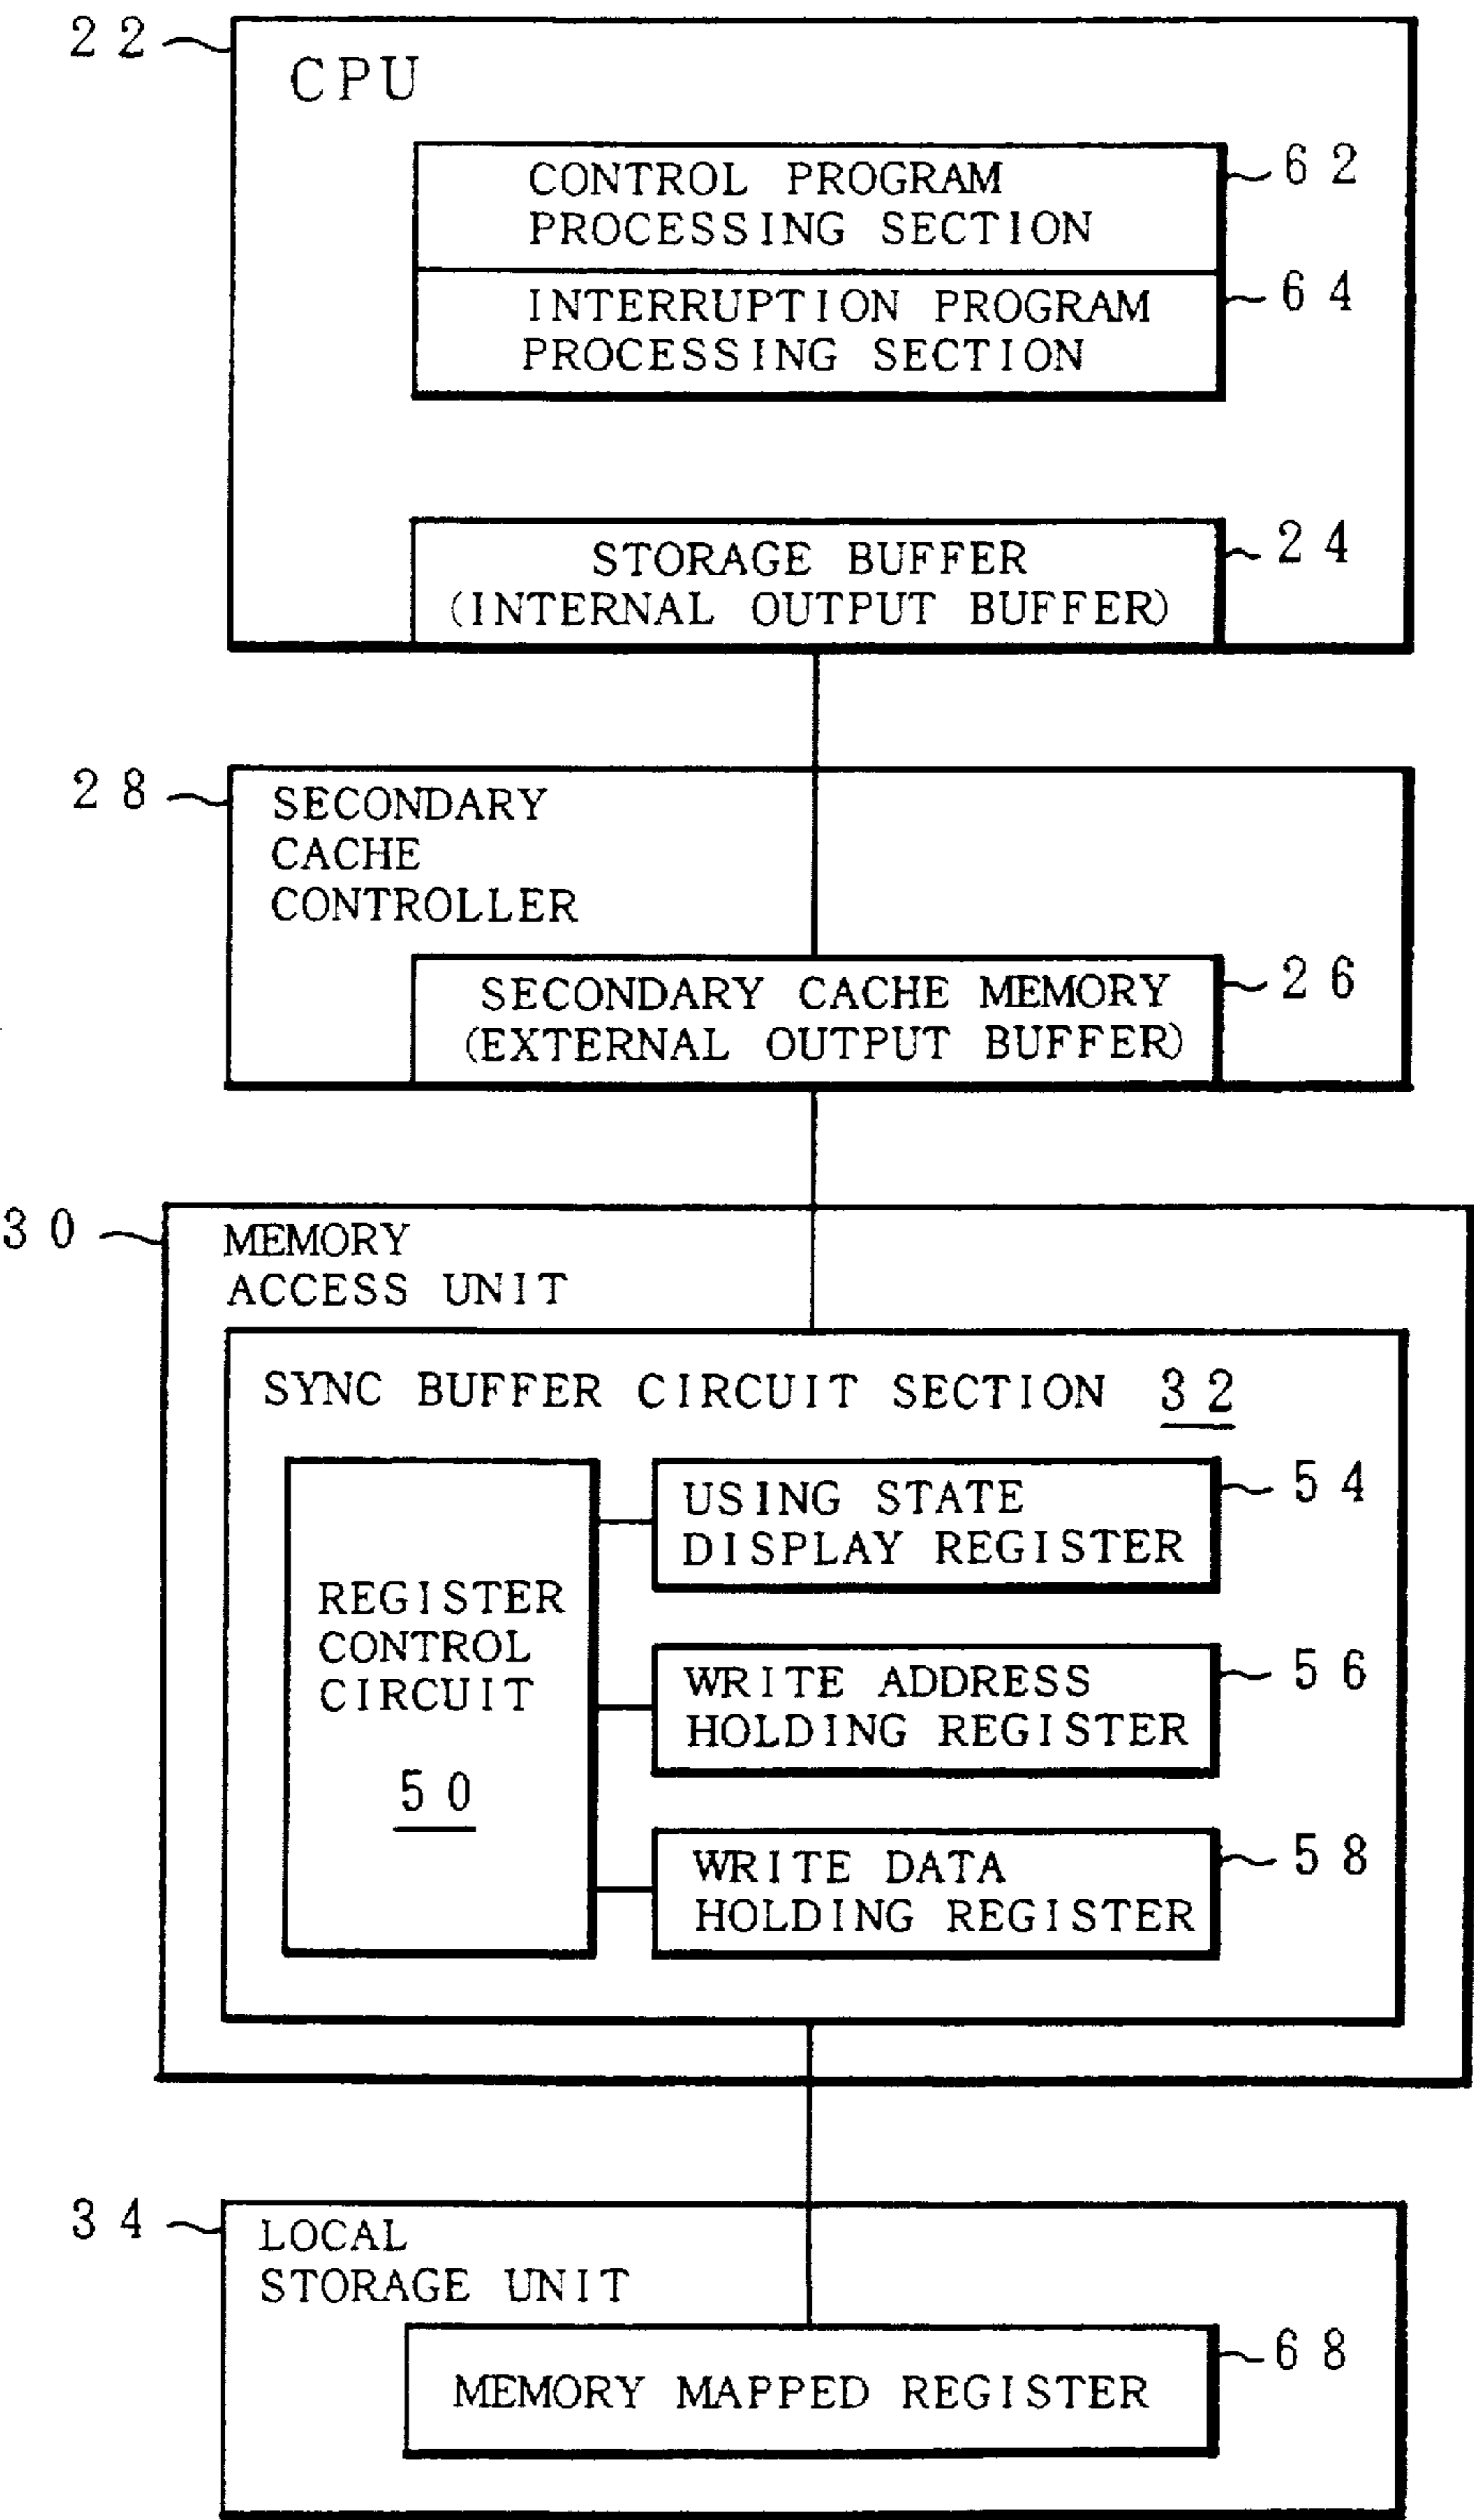 22
CPU
CONTROL PROGRAM
PROCESSING SECTION
62
INTERRUPTION PROGRAM
PROCESSING SECTION
64
STORAGE BUFFER
(INTERNAL OUTPUT BUFFER)
24
28
SECONDARY
CACHE
CONTROLLER
SECONDARY CACHE MEMORY
(EXTERNAL OUTPUT BUFFER)
26
30
MEMORY
ACCESS UNIT
SYNC BUFFER CIRCUIT SECTION 32
REGISTER
CONTROL
CIRCUIT
50
USING STATE
DISPLAY REGISTER
54
WRITE ADDRESS
HOLDING REGISTER
56
WRITE DATA
HOLDING REGISTER
58
34
LOCAL
STORAGE UNIT
MEMORY MAPPED REGISTER
68